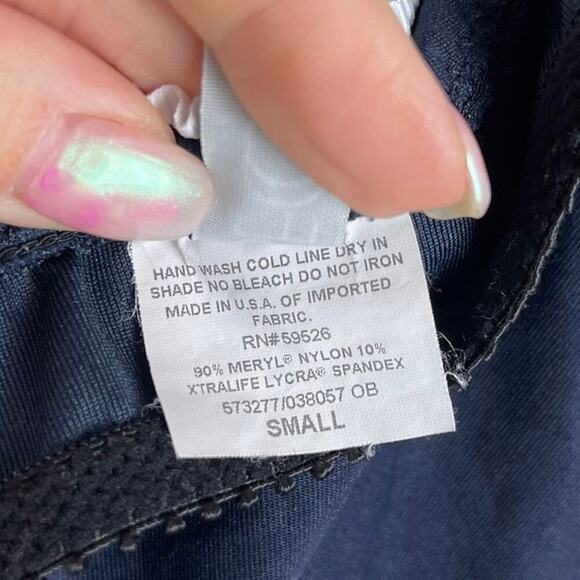 HAND WASH COLD LINE DRY IN
SHADE NO BLEACH DO NOT IRON
MADE IN U.S.A. OF IMPORTED
FABRIC.
RN#59526
90% MERYL® NYLON 10%
XTRALIFE LYCRA® SPANDEX
573277/038057 OB
SMALL